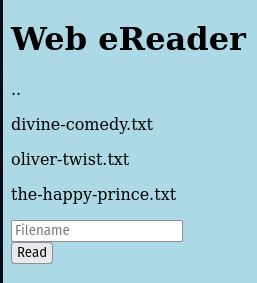 Web eReader
..
divine-comedy.txt
oliver-twist.txt
the-happy-prince.txt
Filename
Read